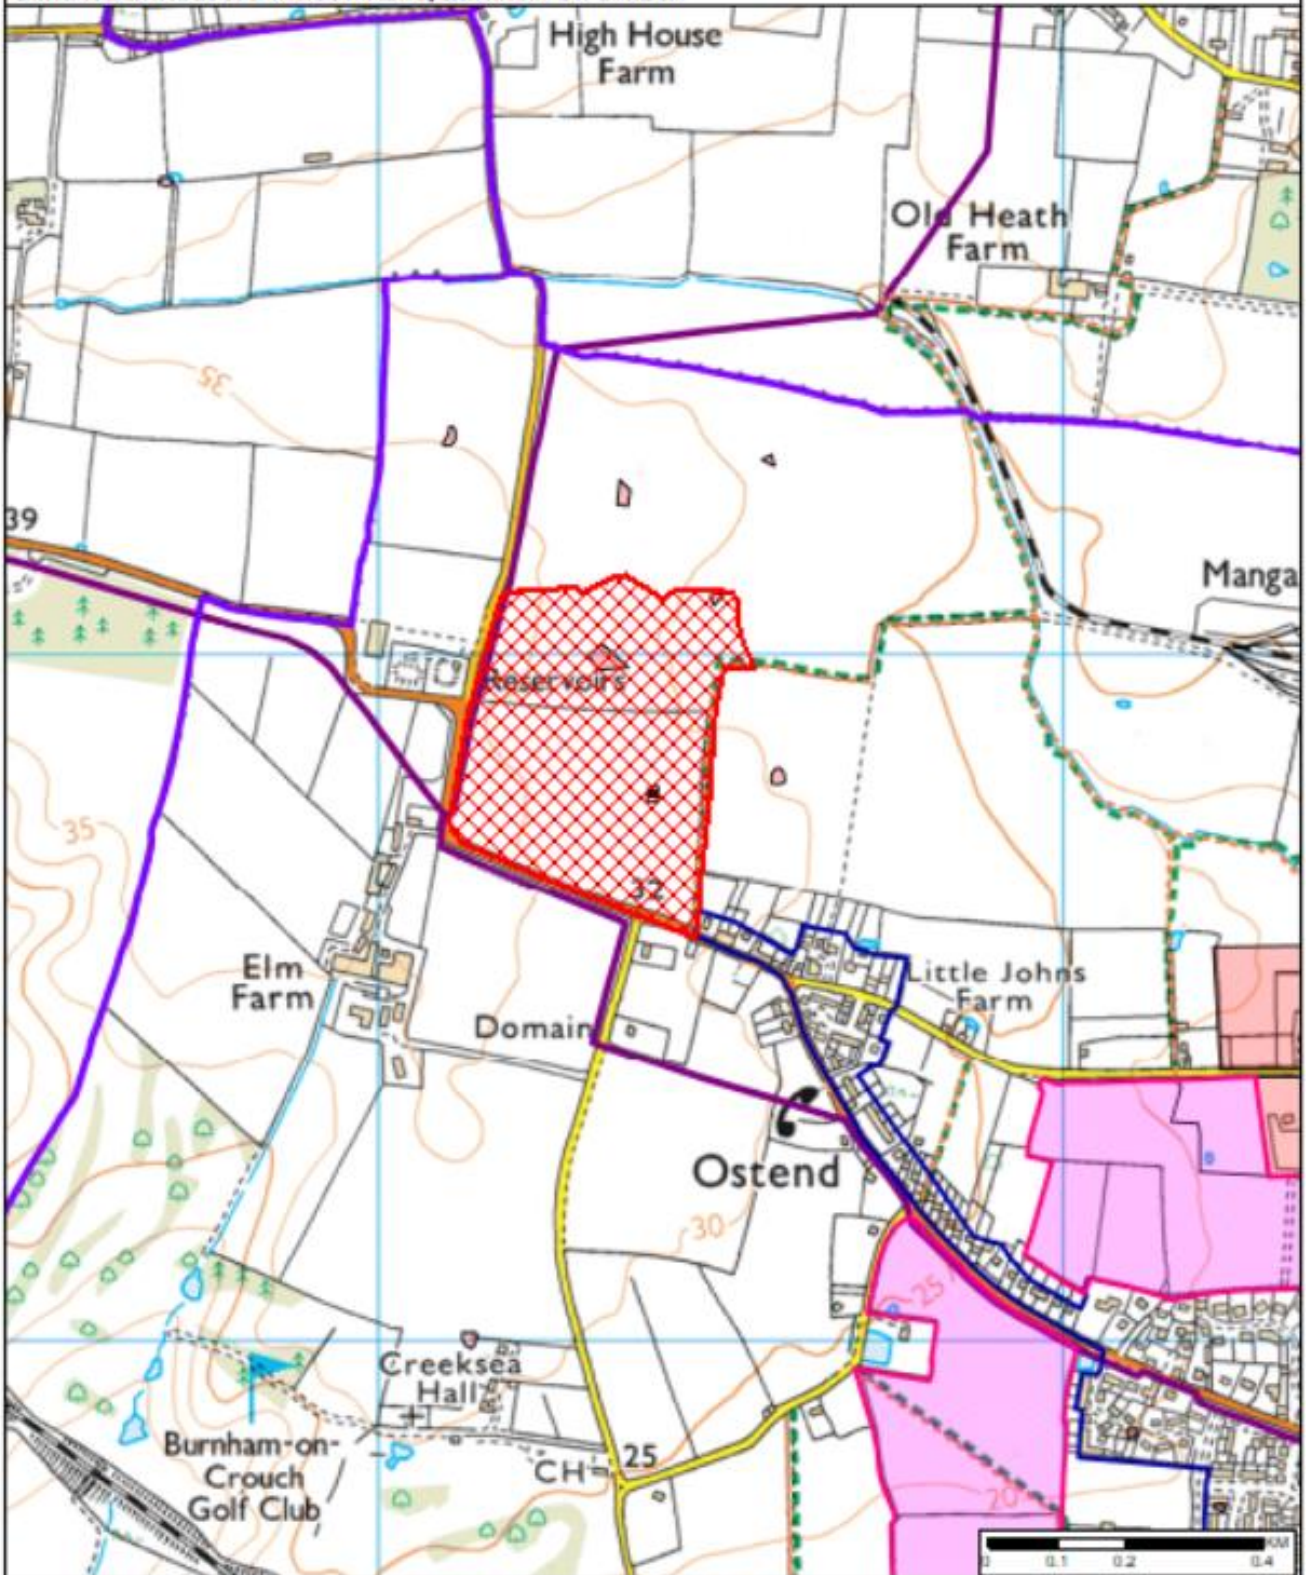 High House
Farm
Old Heath
Farm
35
39
Manga
Reservoirs
35
32
Elm
Farm
Little Johns
Farm
Domain
Ostend
30
25
Creeksea
Hall
Burnham-on-
Crouch
Golf Club
CH
25
20
KM
0 0.1 0.2 0.4